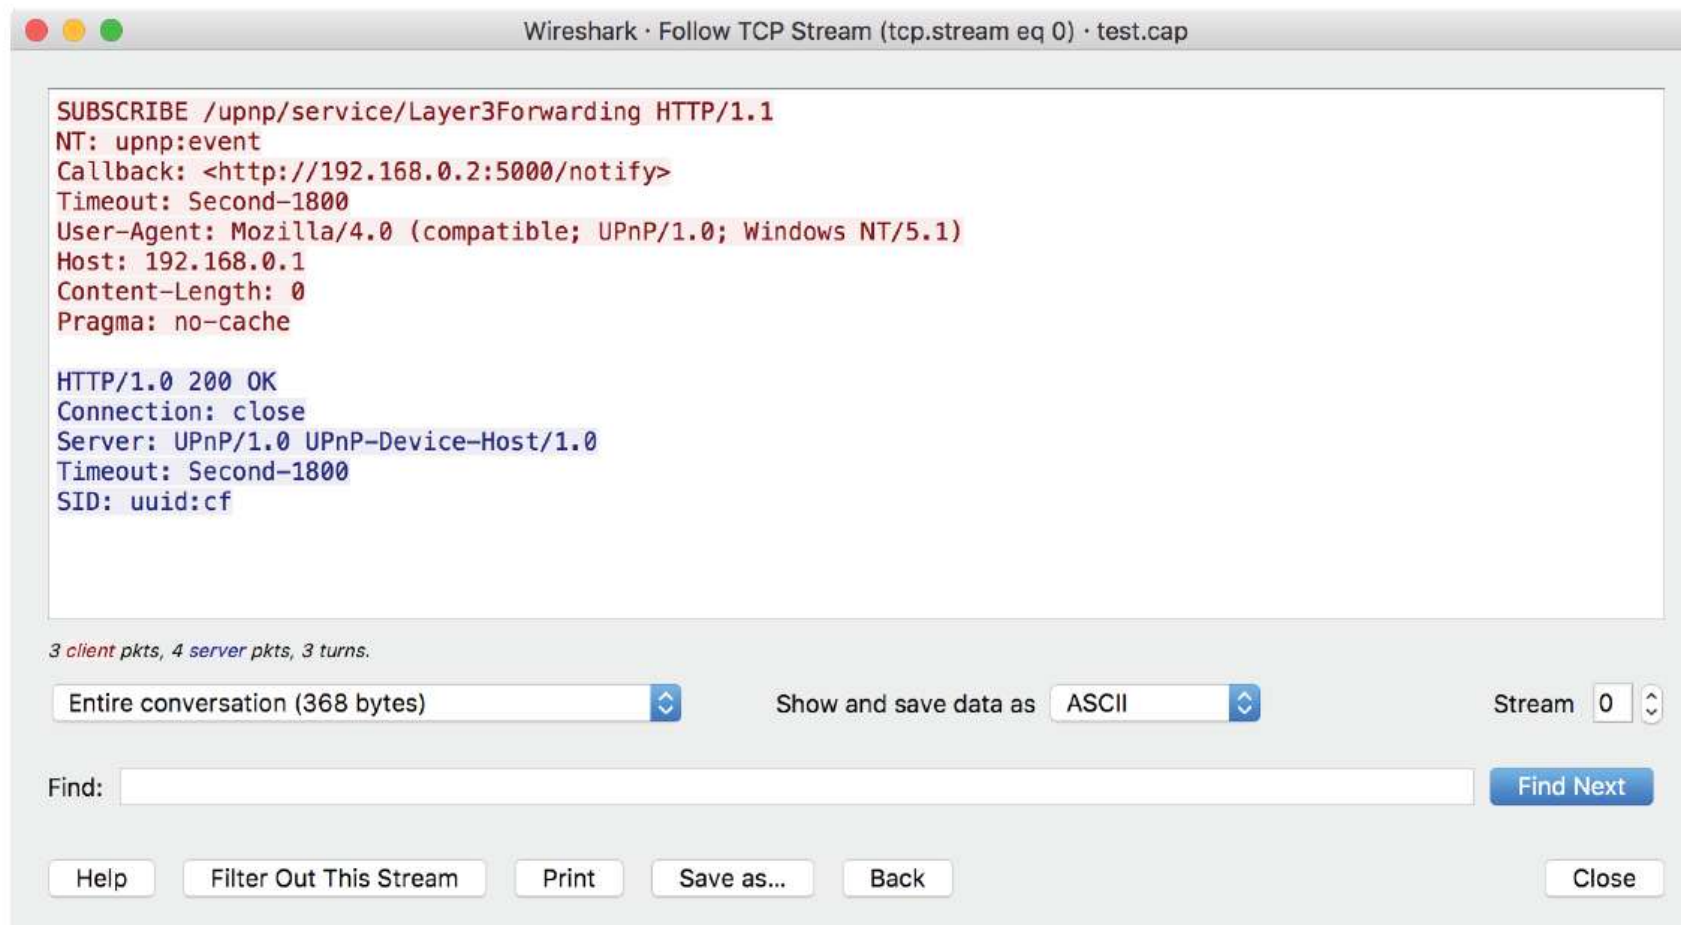 Wireshark · Follow TCP Stream (tcp.stream eq 0) · test.cap
SUBSCRIBE /upnp/service/Layer3Forwarding HTTP/1.1
NT: upnp:event
Callback: <http://192.168.0.2:5000/notify>
Timeout: Second-1800
User-Agent: Mozilla/4.0 (compatible; UPnP/1.0; Windows NT/5.1)
Host: 192.168.0.1
Content-Length: 0
Pragma: no-cache
HTTP/1.0 200 OK
Connection: close
Server: UPnP/1.0 UPnP-Device-Host/1.0
Timeout: Second-1800
SID: uuid:cf
3 client pkts, 4 server pkts, 3 turns.
Entire conversation (368 bytes) Show and save data as ASCII Stream 0
Find: Find Next
Help Filter Out This Stream Print Save as... Back Close